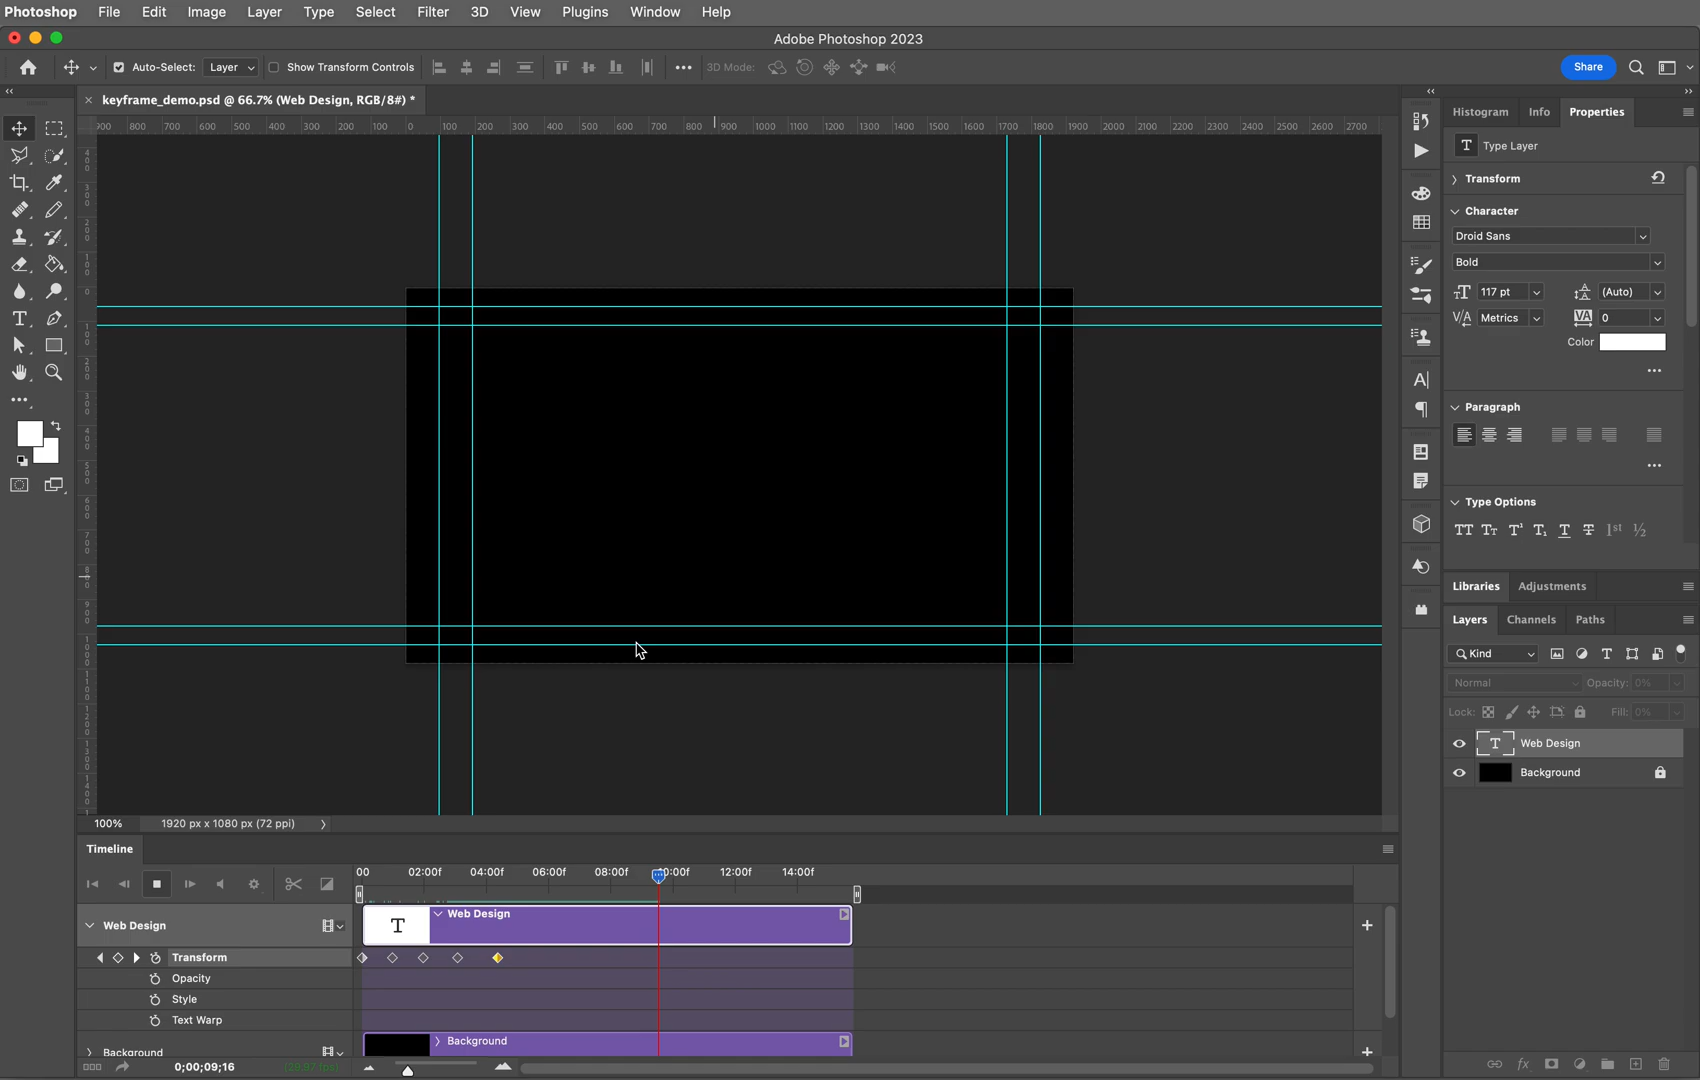 Photoshop File Edit Image Layer Type Select Filter 3D View Plugins Window Help
Adobe Photoshop 2023
Auto-Select: Layer Show Transform Controls 3D Mode: Share
keyframe_demo.psd @ 66.7% (Web Design, RGB/8#) *
900 800 700 600 500 400 300 200 100 0 100 200 300 400 500 600 700 800 900 1000 1100 1200 1300 1400 1500 1600 1700 1800 1900 2000 2100 2200 2300 2400 2500 2600 2700
Histogram Info Properties
T Type Layer
Transform
Character
Droid Sans
Bold
117 pt (Auto)
Metrics 0
Color
Paragraph
Type Options
Libraries Adjustments
Layers Channels Paths
Kind
Normal Opacity: 0%
Lock: Fill: 0%
T Web Design
Background
100% 1920 px x 1080 px (72 ppi)
Timeline
00 02:00f 04:00f 06:00f 08:00f 10:00f 12:00f 14:00f
Web Design T Web Design
Transform
Opacity
Style
Text Warp
Background Background
0;00;09;16 (29.97 fps)